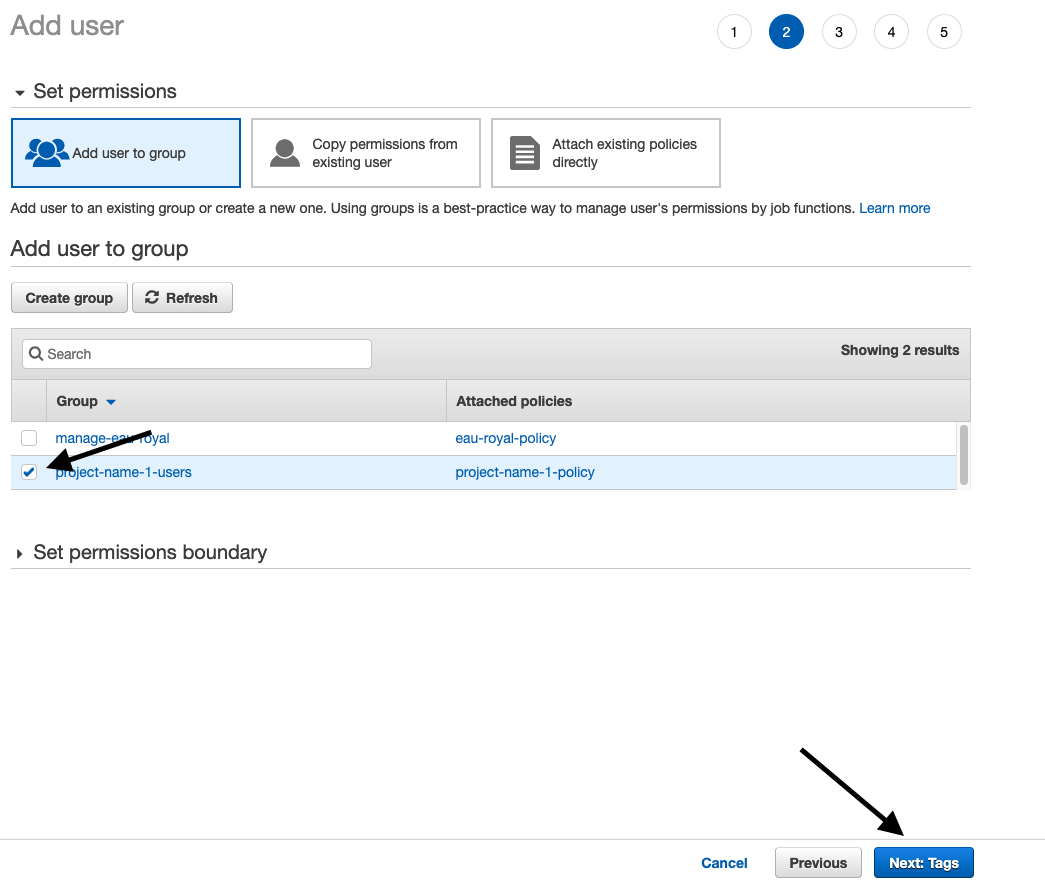 Add user
1 2 3 4 5
Set permissions
Add user to group
Copy permissions from
existing user
Attach existing policies
directly
Add user to an existing group or create a new one. Using groups is a best-practice way to manage user's permissions by job functions. Learn more
Add user to group
Create group Refresh
Search Showing 2 results
Group Attached policies
manage-eau-royal eau-royal-policy
project-name-1-users project-name-1-policy
Set permissions boundary
Cancel Previous Next: Tags